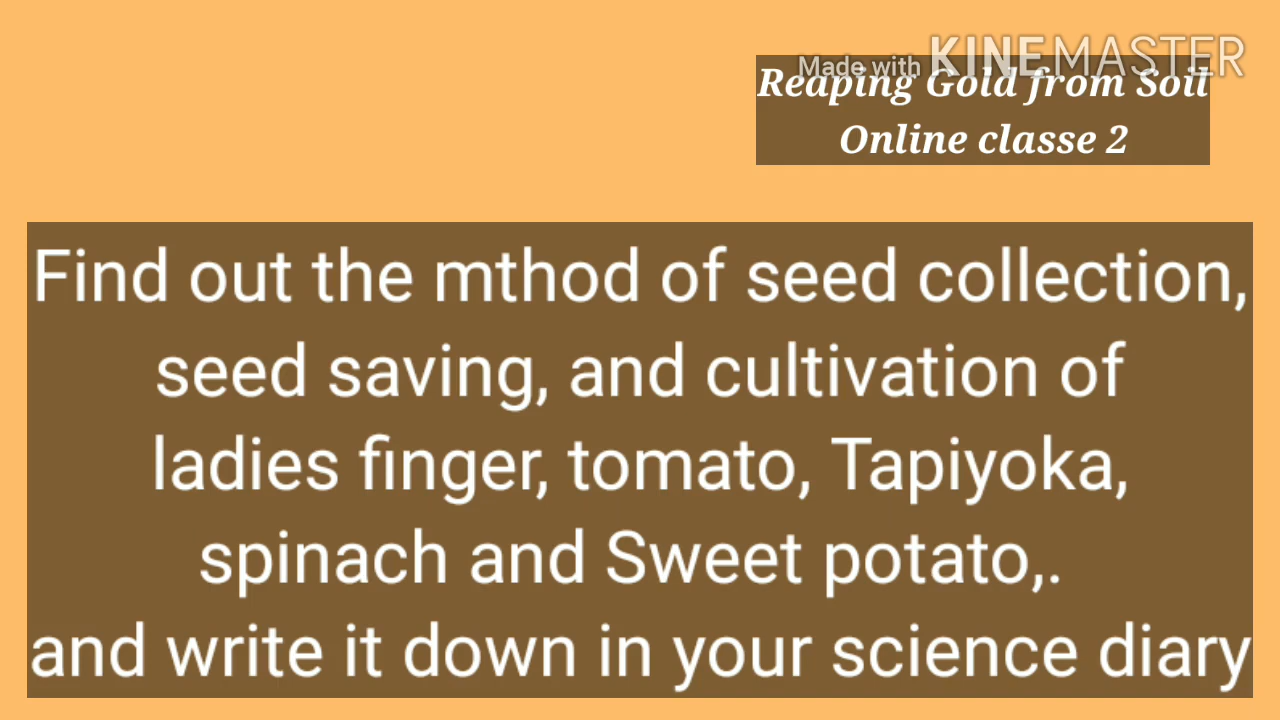 Made with KINEMASTER
Reaping Gold from Soil
Online classe 2
Find out the mthod of seed collection,
seed saving, and cultivation of
ladies finger, tomato, Tapiyoka,
spinach and Sweet potato,.
and write it down in your science diary